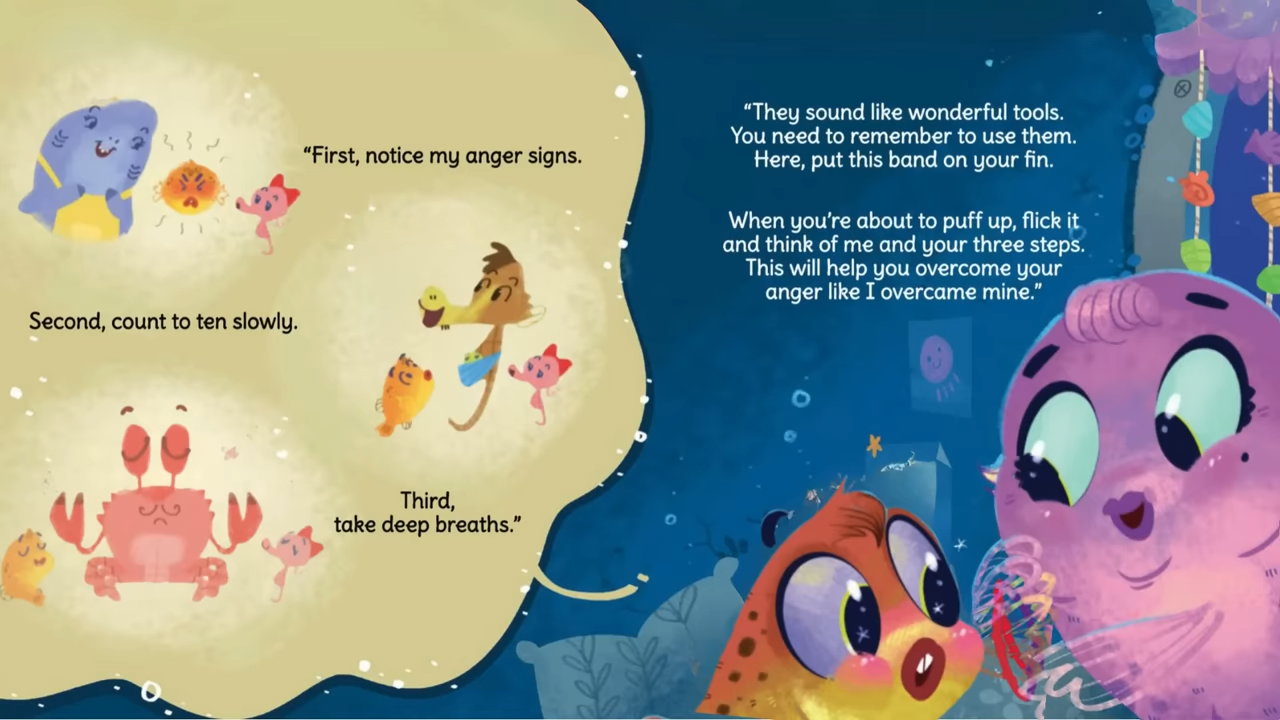 “First, notice my anger signs.
Second, count to ten slowly.
Third,
take deep breaths.”
“They sound like wonderful tools.
You need to remember to use them.
Here, put this band on your fin.
When you’re about to puff up, flick it
and think of me and your three steps.
This will help you overcome your
anger like I overcame mine.”